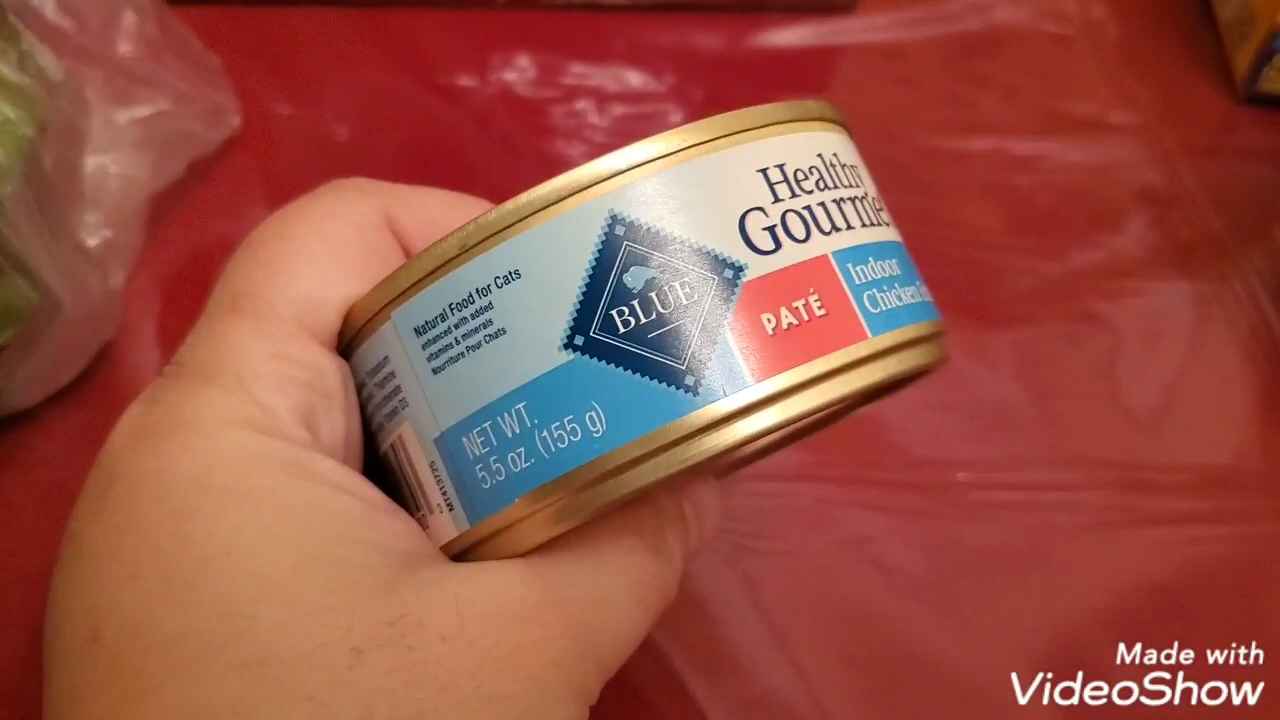 Healthy
Gourme
Natural Food for Cats
enhanced with added
vitamins & minerals
Nourriture Pour Chats
BLUE
PATÉ
Indoor
Chicken
NET WT.
5.5 oz. (155 g)
MT413725
Made with
VideoShow